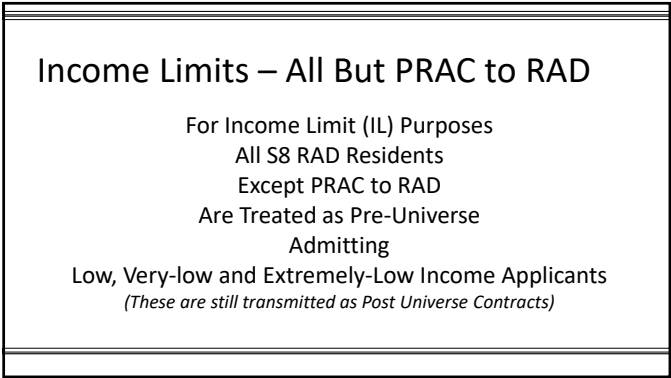 Income Limits – All But PRAC to RAD
For Income Limit (IL) Purposes
All S8 RAD Residents
Except PRAC to RAD
Are Treated as Pre-Universe
Admitting
Low, Very-low and Extremely-Low Income Applicants
(These are still transmitted as Post Universe Contracts)